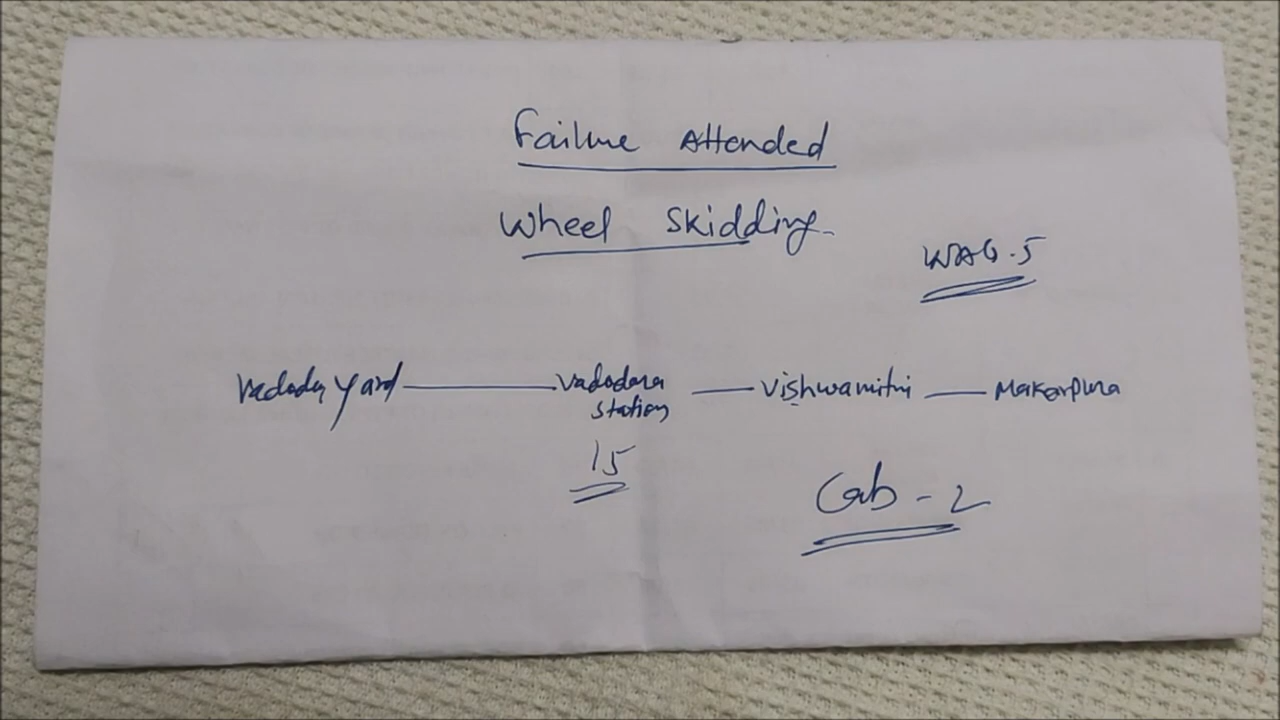 Failure Attended
Wheel Skidding.
WAG-5
Vadodara Yard — Vadodara Station — Vishwamitri — Makarpura
15
Cab - 2